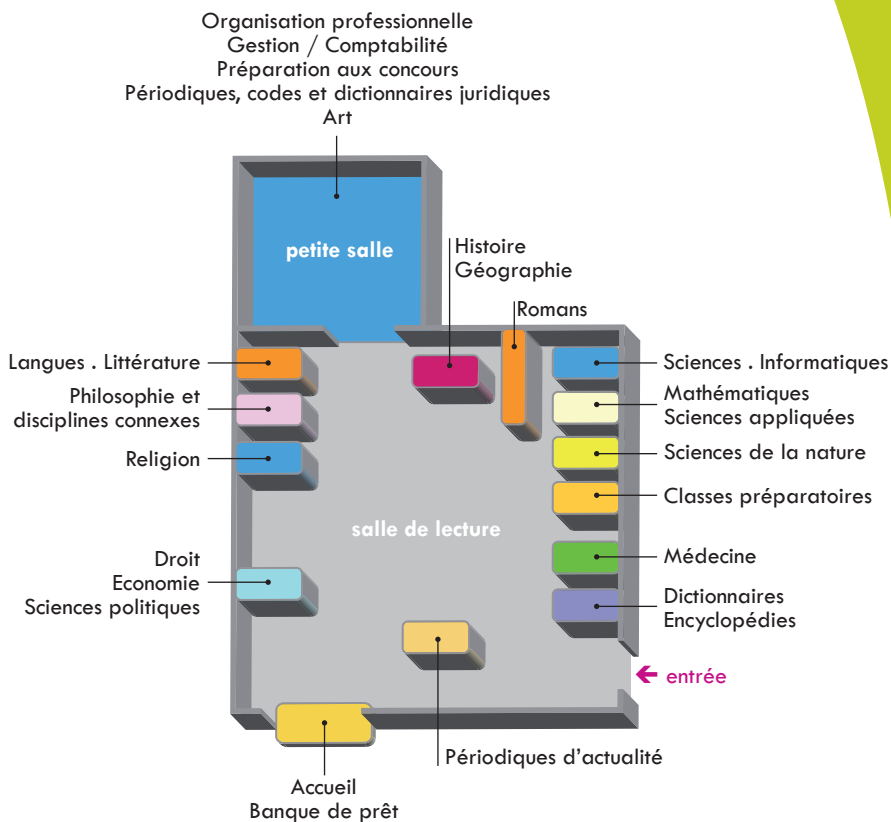 Organisation professionnelle
Gestion / Comptabilité
Préparation aux concours
Périodiques, codes et dictionnaires juridiques
Art
petite salle
Histoire
Géographie
Romans
Langues . Littérature
Philosophie et
disciplines connexes
Religion
Sciences . Informatiques
Mathématiques
Sciences appliquées
Sciences de la nature
Classes préparatoires
salle de lecture
Droit
Economie
Sciences politiques
Médecine
Dictionnaires
Encyclopédies
entrée
Périodiques d’actualité
Accueil
Banque de prêt